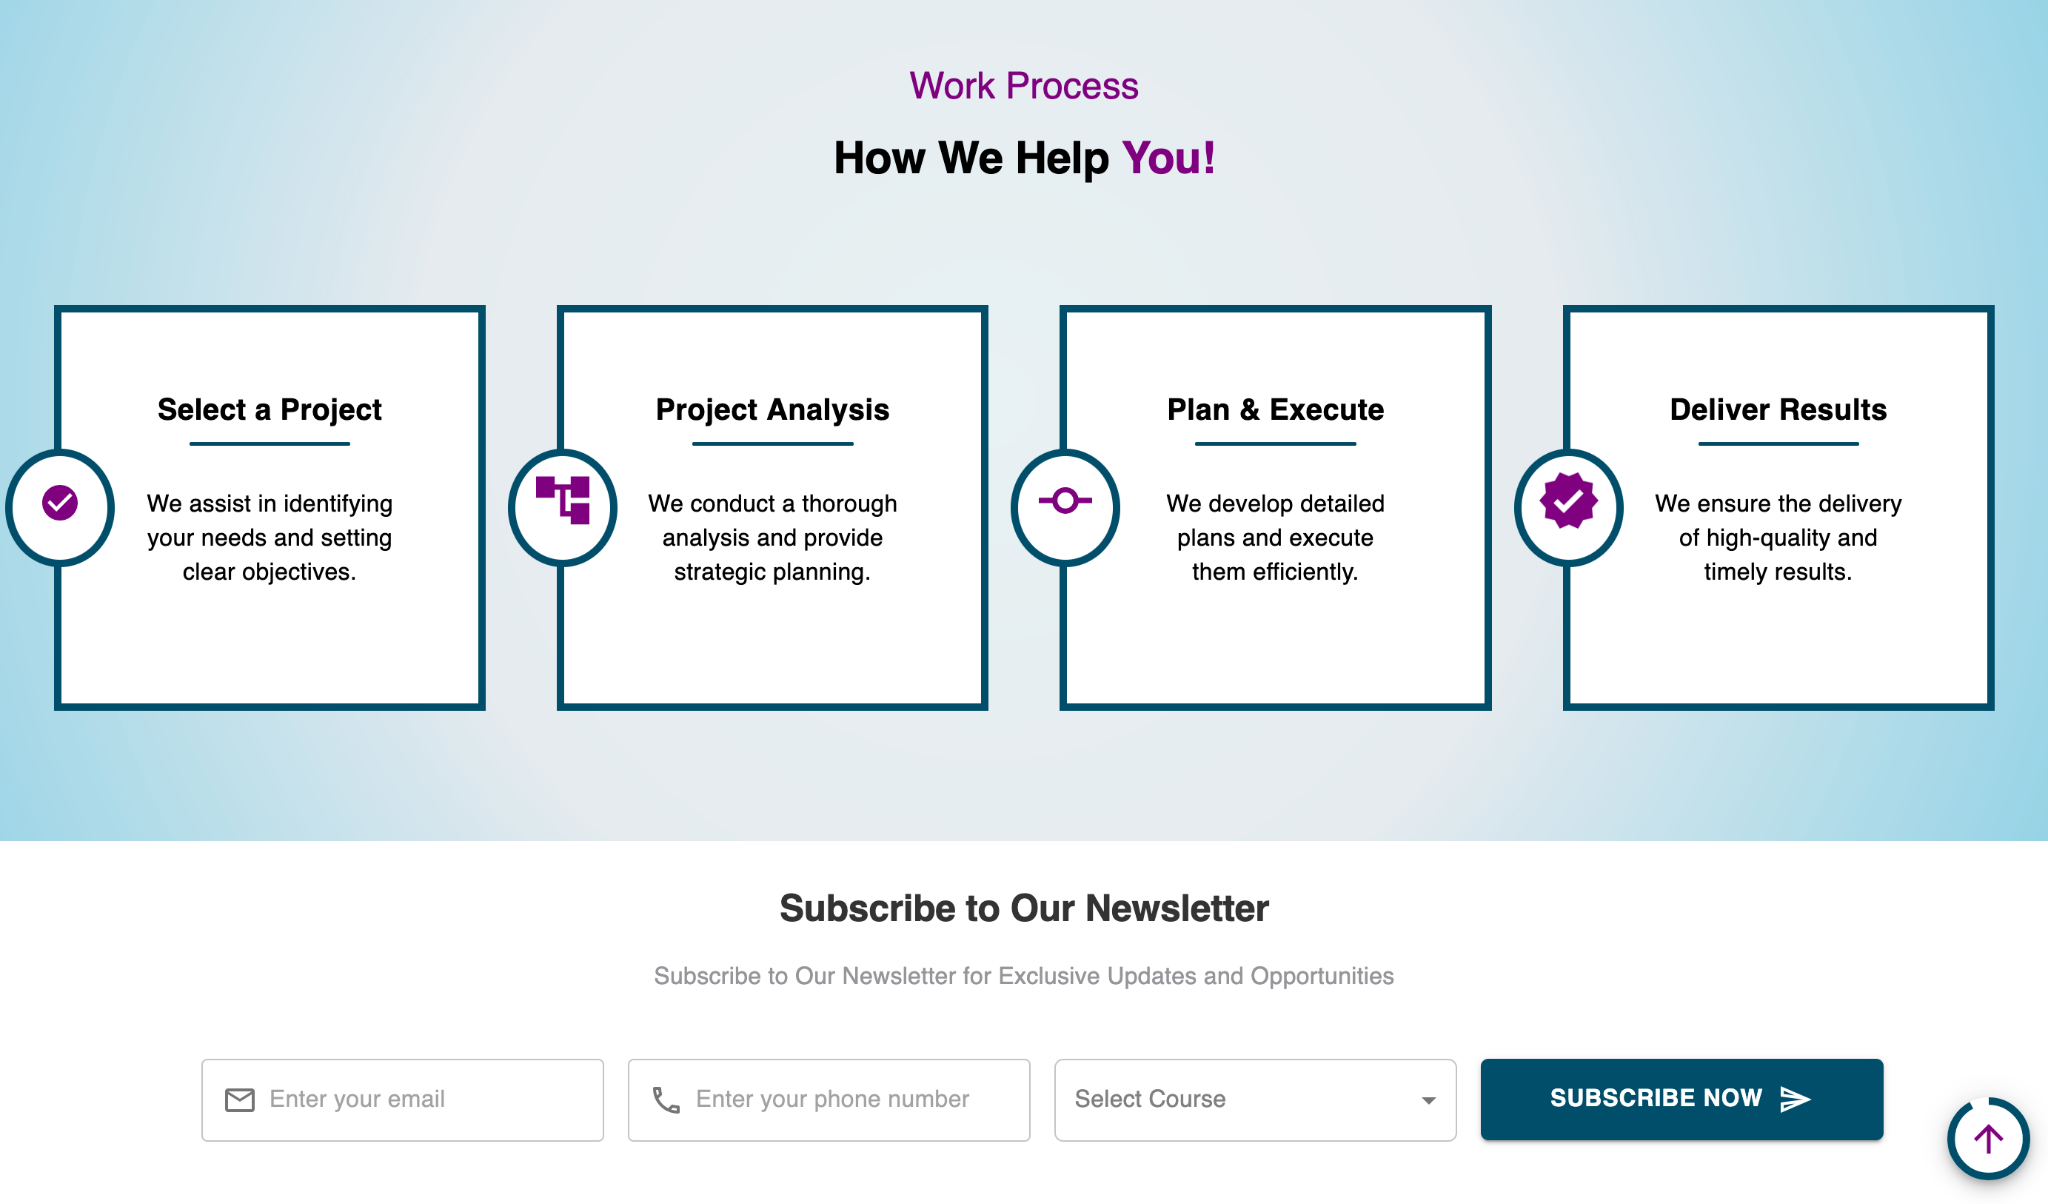 Work Process
How We Help You!
Select a Project
We assist in identifying
your needs and setting
clear objectives.
Project Analysis
We conduct a thorough
analysis and provide
strategic planning.
Plan & Execute
We develop detailed
plans and execute
them efficiently.
Deliver Results
We ensure the delivery
of high-quality and
timely results.
Subscribe to Our Newsletter
Subscribe to Our Newsletter for Exclusive Updates and Opportunities
Enter your email
Enter your phone number
Select Course
SUBSCRIBE NOW